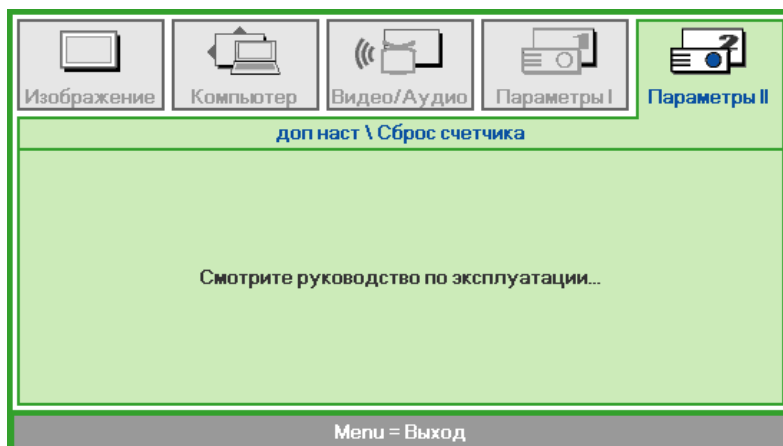 Изображение
Компьютер
Видео/Аудио
Параметры I
Параметры II
доп наст \ Сброс счетчика
Смотрите руководство по эксплуатации...
Menu = Выход